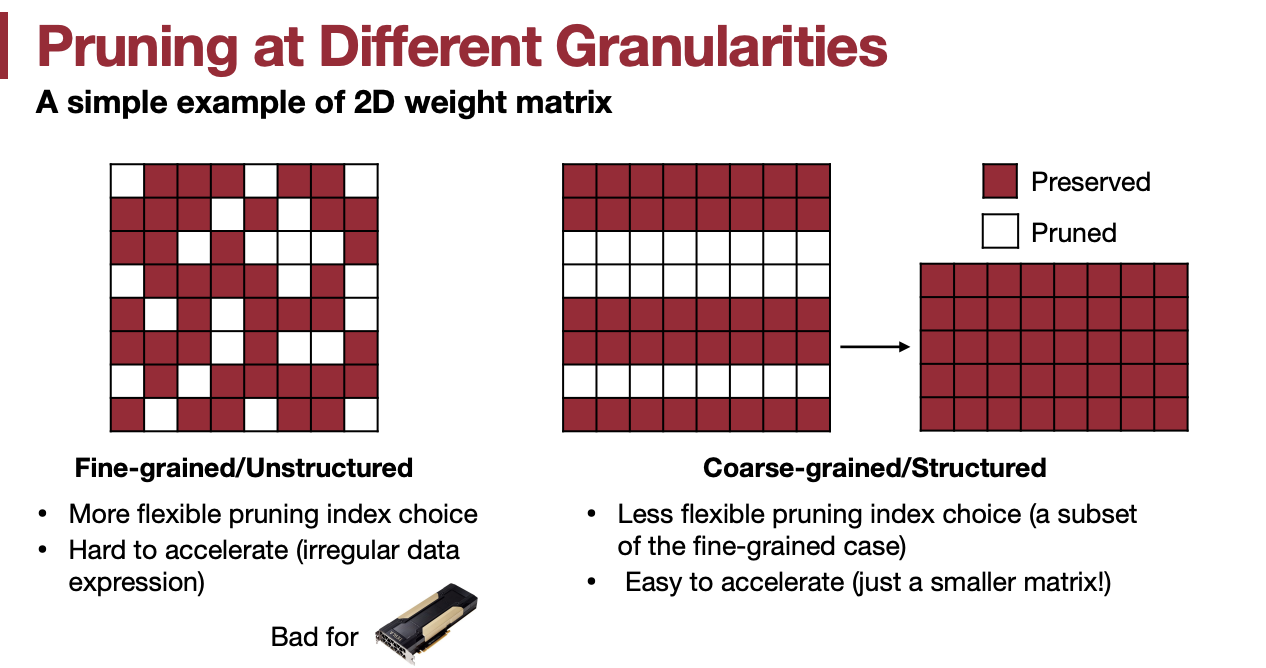 Pruning at Different Granularities
A simple example of 2D weight matrix
Preserved
Pruned
Fine-grained/Unstructured
• More flexible pruning index choice
• Hard to accelerate (irregular data
expression)
Bad for
Coarse-grained/Structured
• Less flexible pruning index choice (a subset
of the fine-grained case)
• Easy to accelerate (just a smaller matrix!)